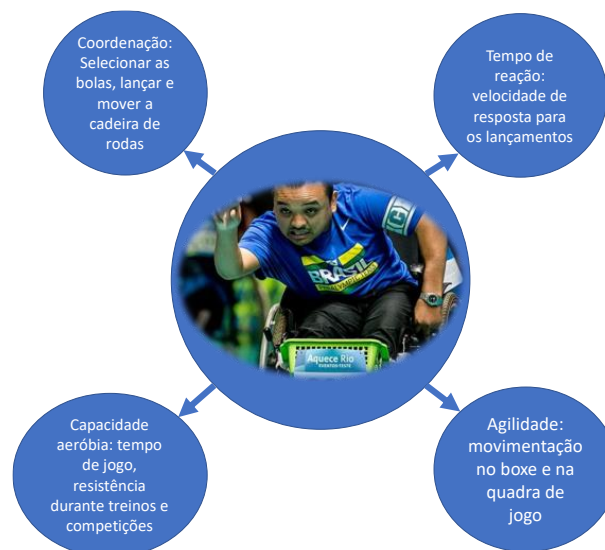 Coordenação:
Selecionar as
bolas, lançar e
mover a
cadeira de
rodas
Tempo de
reação:
velocidade de
resposta para
os lançamentos
BRASIL
Aquece Rio
Capacidade
aeróbia: tempo
de jogo,
resistência
durante treinos e
competições
Agilidade:
movimentação
no boxe e na
quadra de
jogo